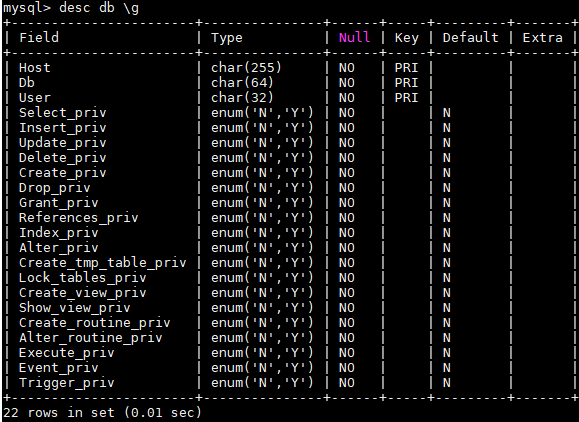 mysql> desc db \g
+-----------------------+---------------+------+-----+---------+-------+
| Field                 | Type          | Null | Key | Default | Extra |
+-----------------------+---------------+------+-----+---------+-------+
| Host                  | char(255)     | NO   | PRI |         |       |
| Db                    | char(64)      | NO   | PRI |         |       |
| User                  | char(32)      | NO   | PRI |         |       |
| Select_priv           | enum('N','Y') | NO   |     | N       |       |
| Insert_priv           | enum('N','Y') | NO   |     | N       |       |
| Update_priv           | enum('N','Y') | NO   |     | N       |       |
| Delete_priv           | enum('N','Y') | NO   |     | N       |       |
| Create_priv           | enum('N','Y') | NO   |     | N       |       |
| Drop_priv             | enum('N','Y') | NO   |     | N       |       |
| Grant_priv            | enum('N','Y') | NO   |     | N       |       |
| References_priv       | enum('N','Y') | NO   |     | N       |       |
| Index_priv            | enum('N','Y') | NO   |     | N       |       |
| Alter_priv            | enum('N','Y') | NO   |     | N       |       |
| Create_tmp_table_priv | enum('N','Y') | NO   |     | N       |       |
| Lock_tables_priv      | enum('N','Y') | NO   |     | N       |       |
| Create_view_priv      | enum('N','Y') | NO   |     | N       |       |
| Show_view_priv        | enum('N','Y') | NO   |     | N       |       |
| Create_routine_priv   | enum('N','Y') | NO   |     | N       |       |
| Alter_routine_priv    | enum('N','Y') | NO   |     | N       |       |
| Execute_priv          | enum('N','Y') | NO   |     | N       |       |
| Event_priv            | enum('N','Y') | NO   |     | N       |       |
| Trigger_priv          | enum('N','Y') | NO   |     | N       |       |
+-----------------------+---------------+------+-----+---------+-------+
22 rows in set (0.01 sec)